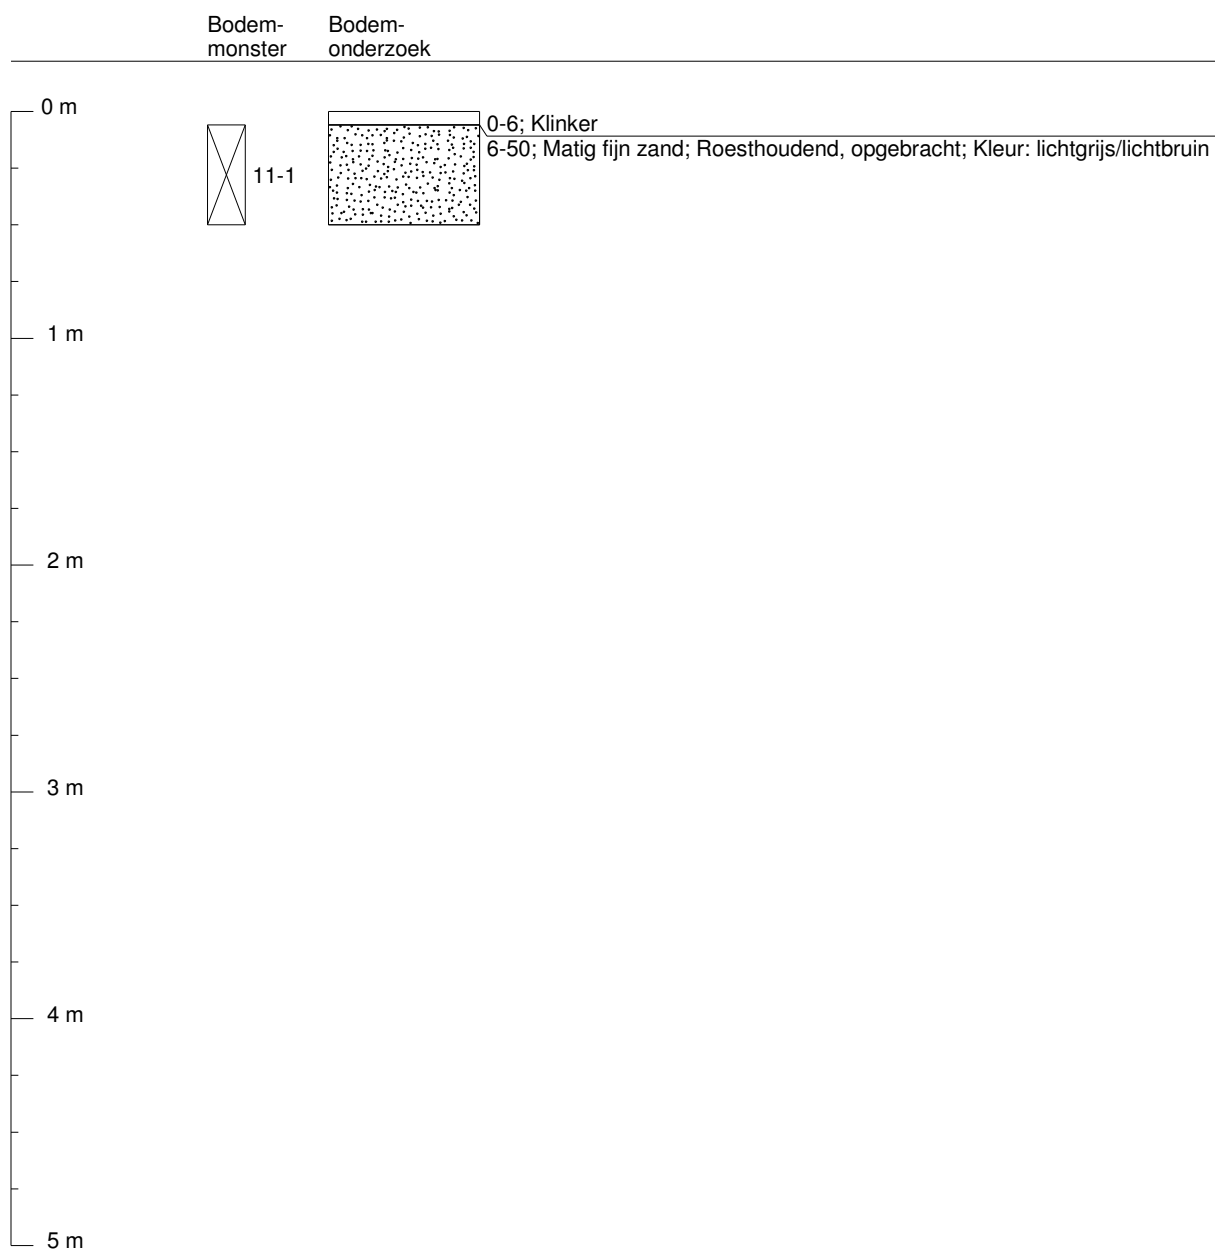 Bodem-
monster
Bodem-
onderzoek
0 m
0-6; Klinker
6-50; Matig fijn zand; Roesthoudend, opgebracht; Kleur: lichtgrijs/lichtbruin
11-1
1 m
2 m
3 m
4 m
5 m